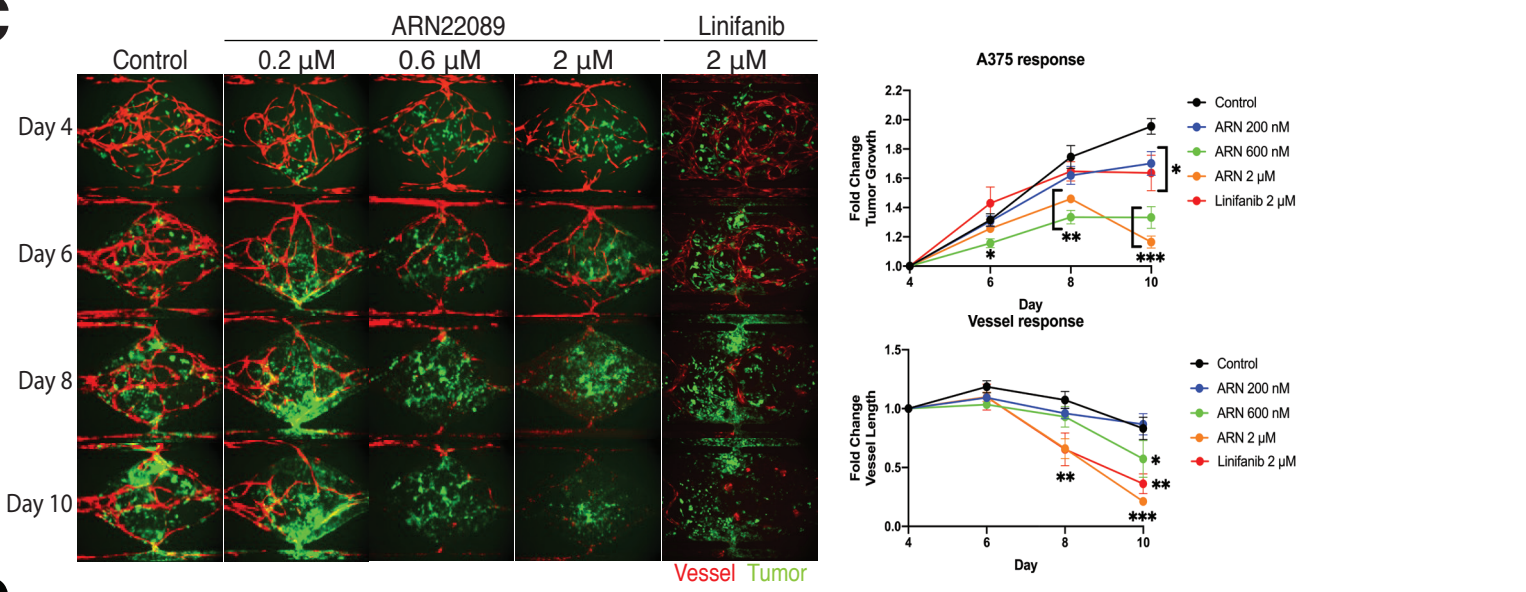 C
ARN22089 Linifanib
Control 0.2 µM 0.6 µM 2 µM 2 µM
Day 4
Day 6
Day 8
Day 10
Vessel Tumor
A375 response
Fold Change
Tumor Growth
2.2
2.0
1.8
1.6
1.4
1.2
1.0
4 6 8 10
Day
*
**
***
*
Control
ARN 200 nM
ARN 600 nM
ARN 2 µM
Linifanib 2 µM
Vessel response
Fold Change
Vessel Length
1.5
1.0
0.5
0.0
4 6 8 10
Day
**
*
**
***
Control
ARN 200 nM
ARN 600 nM
ARN 2 µM
Linifanib 2 µM